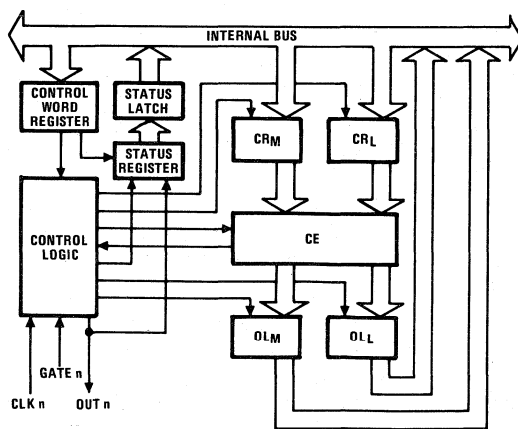 INTERNAL BUS
CONTROL
WORD
REGISTER
STATUS
LATCH
STATUS
REGISTER
CRM
CRL
CONTROL
LOGIC
CE
OLM
OLL
GATE n
CLK n
OUT n